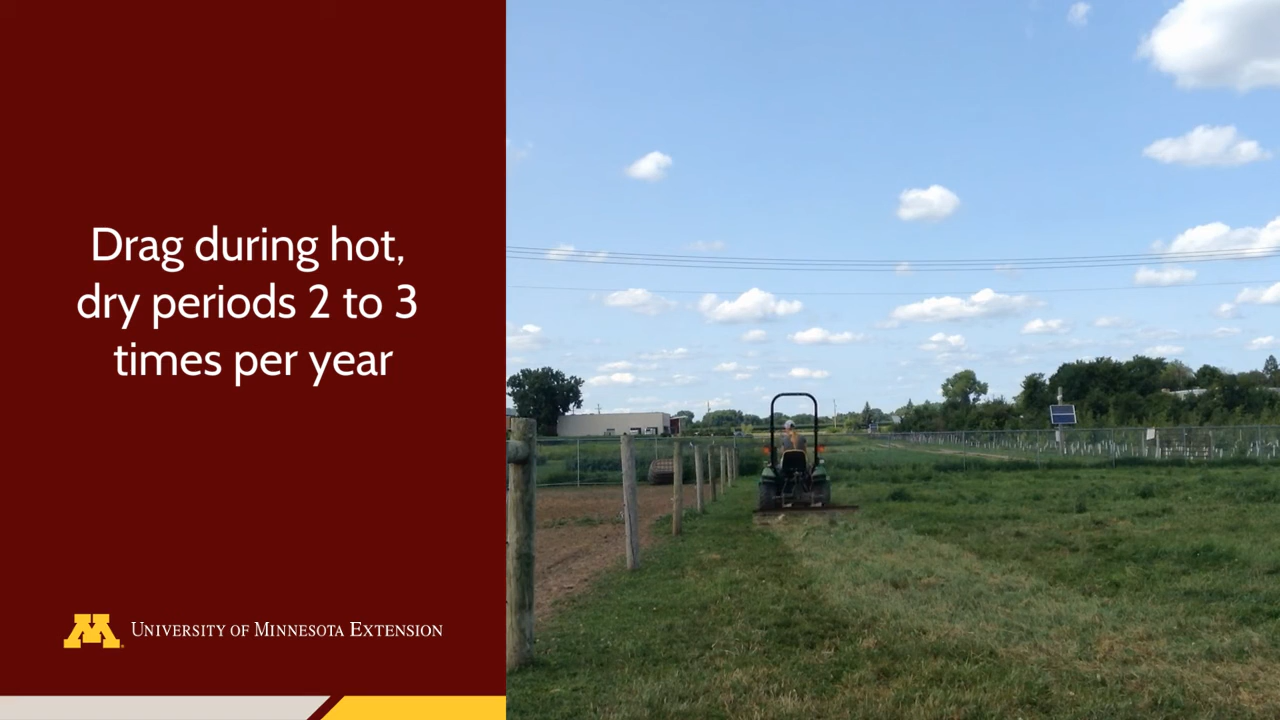 Drag during hot,
dry periods 2 to 3
times per year
M
UNIVERSITY OF MINNESOTA EXTENSION